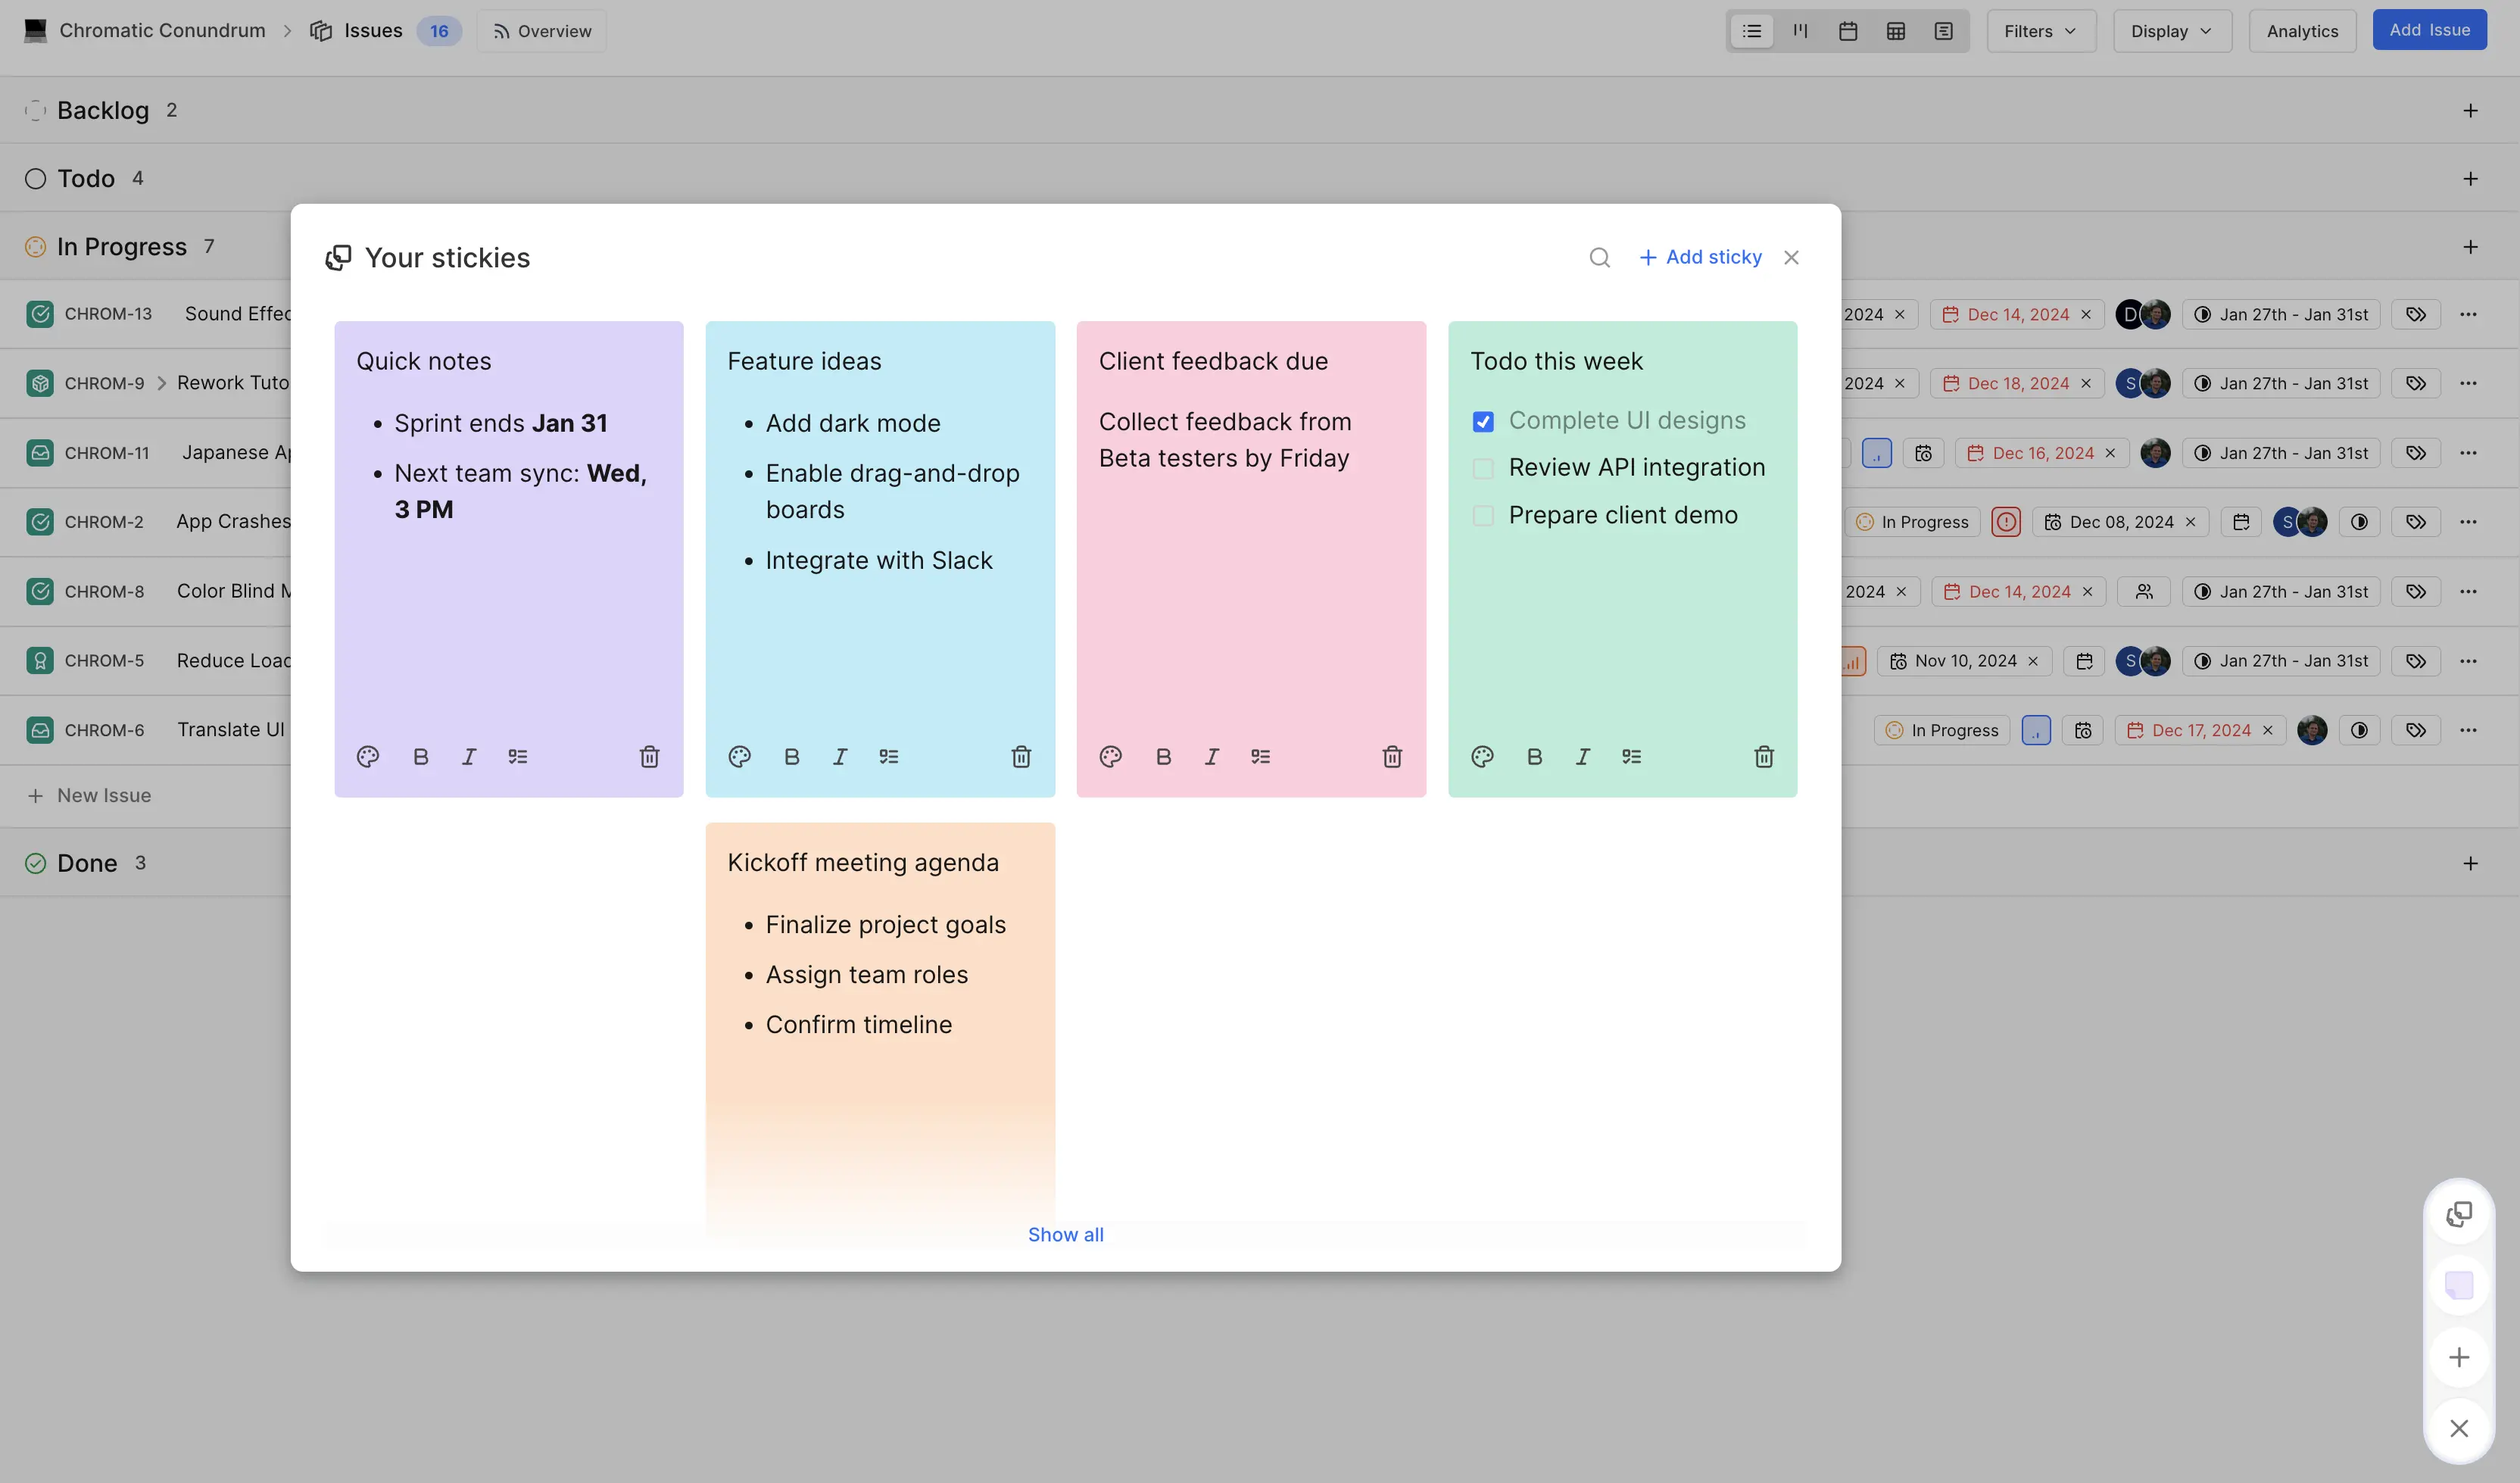 Chromatic Conundrum
Issues 16
Overview
Filters
Display
Analytics
Add Issue
Backlog 2
Todo 4
In Progress 7
CHROM-13 Sound Effec
2024 Dec 14, 2024 D Jan 27th - Jan 31st
CHROM-9 Rework Tuto
2024 Dec 18, 2024 S Jan 27th - Jan 31st
CHROM-11 Japanese Ap
Dec 16, 2024 Jan 27th - Jan 31st
CHROM-2 App Crashes
In Progress Dec 08, 2024 S
CHROM-8 Color Blind M
2024 Dec 14, 2024 Jan 27th - Jan 31st
CHROM-5 Reduce Load
Nov 10, 2024 S Jan 27th - Jan 31st
CHROM-6 Translate UI
In Progress Dec 17, 2024
New Issue
Done 3
Your stickies
Add sticky
Quick notes
• Sprint ends Jan 31
• Next team sync: Wed,
3 PM
B I
Feature ideas
• Add dark mode
• Enable drag-and-drop
boards
• Integrate with Slack
B I
Client feedback due
Collect feedback from
Beta testers by Friday
B I
Todo this week
Complete UI designs
Review API integration
Prepare client demo
B I
Kickoff meeting agenda
• Finalize project goals
• Assign team roles
• Confirm timeline
Show all